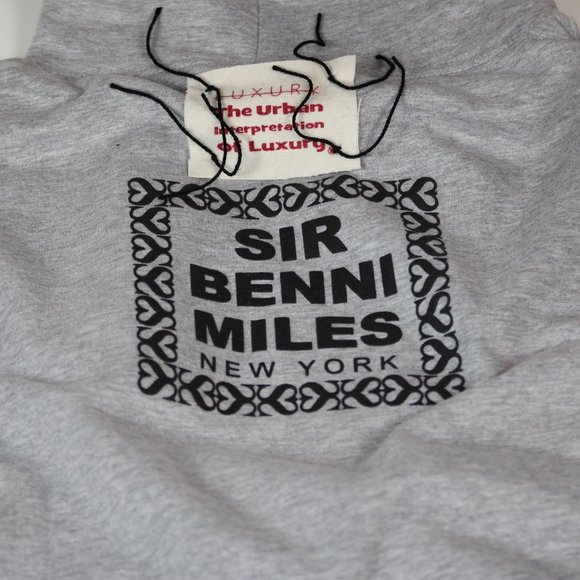 LUXURY
The Urban
Interpretation
of Luxury®
SIR
BENNI
MILES
NEW YORK